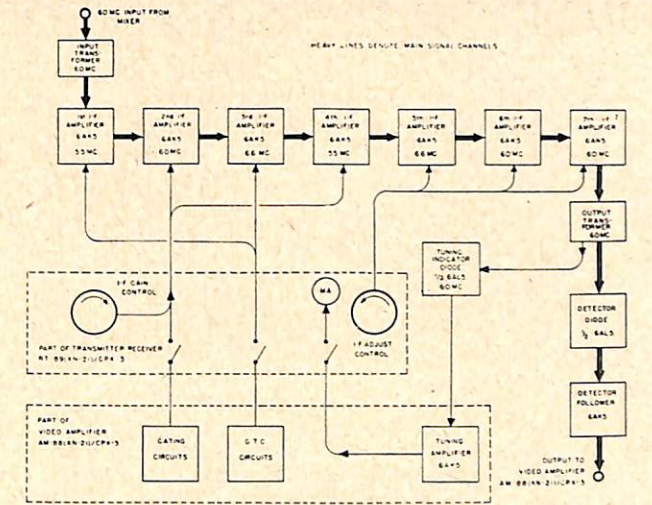 60 MC INPUT FROM
MIXER
HEAVY LINES DENOTE MAIN SIGNAL CHANNELS
INPUT
TRANS-
FORMER
60 MC
1st I-F
AMPLIFIER
6AK5
55 MC
2nd I-F
AMPLIFIER
6AK5
60 MC
3rd I-F
AMPLIFIER
6AK5
66 MC
4th I-F
AMPLIFIER
6AK5
55 MC
5th I-F
AMPLIFIER
6AK5
66 MC
6th I-F
AMPLIFIER
6AK5
60 MC
7th I-F
AMPLIFIER
6AK5
60 MC
OUTPUT
TRANS-
FORMER
60MC
TUNING
INDICATOR
DIODE
1/2 6AL5
60 MC
I-F GAIN
CONTROL
MA
I-F ADJUST
CONTROL
PART OF TRANSMITTER RECEIVER
DETECTOR
DIODE
1/2 6AL5
DETECTOR
FOLLOWER
6AK5
PART OF
VIDEO AMPLIFIER
GATING
CIRCUITS
G T C
CIRCUITS
TUNING
AMPLIFIER
6AK5
OUTPUT TO
VIDEO AMPLIFIER